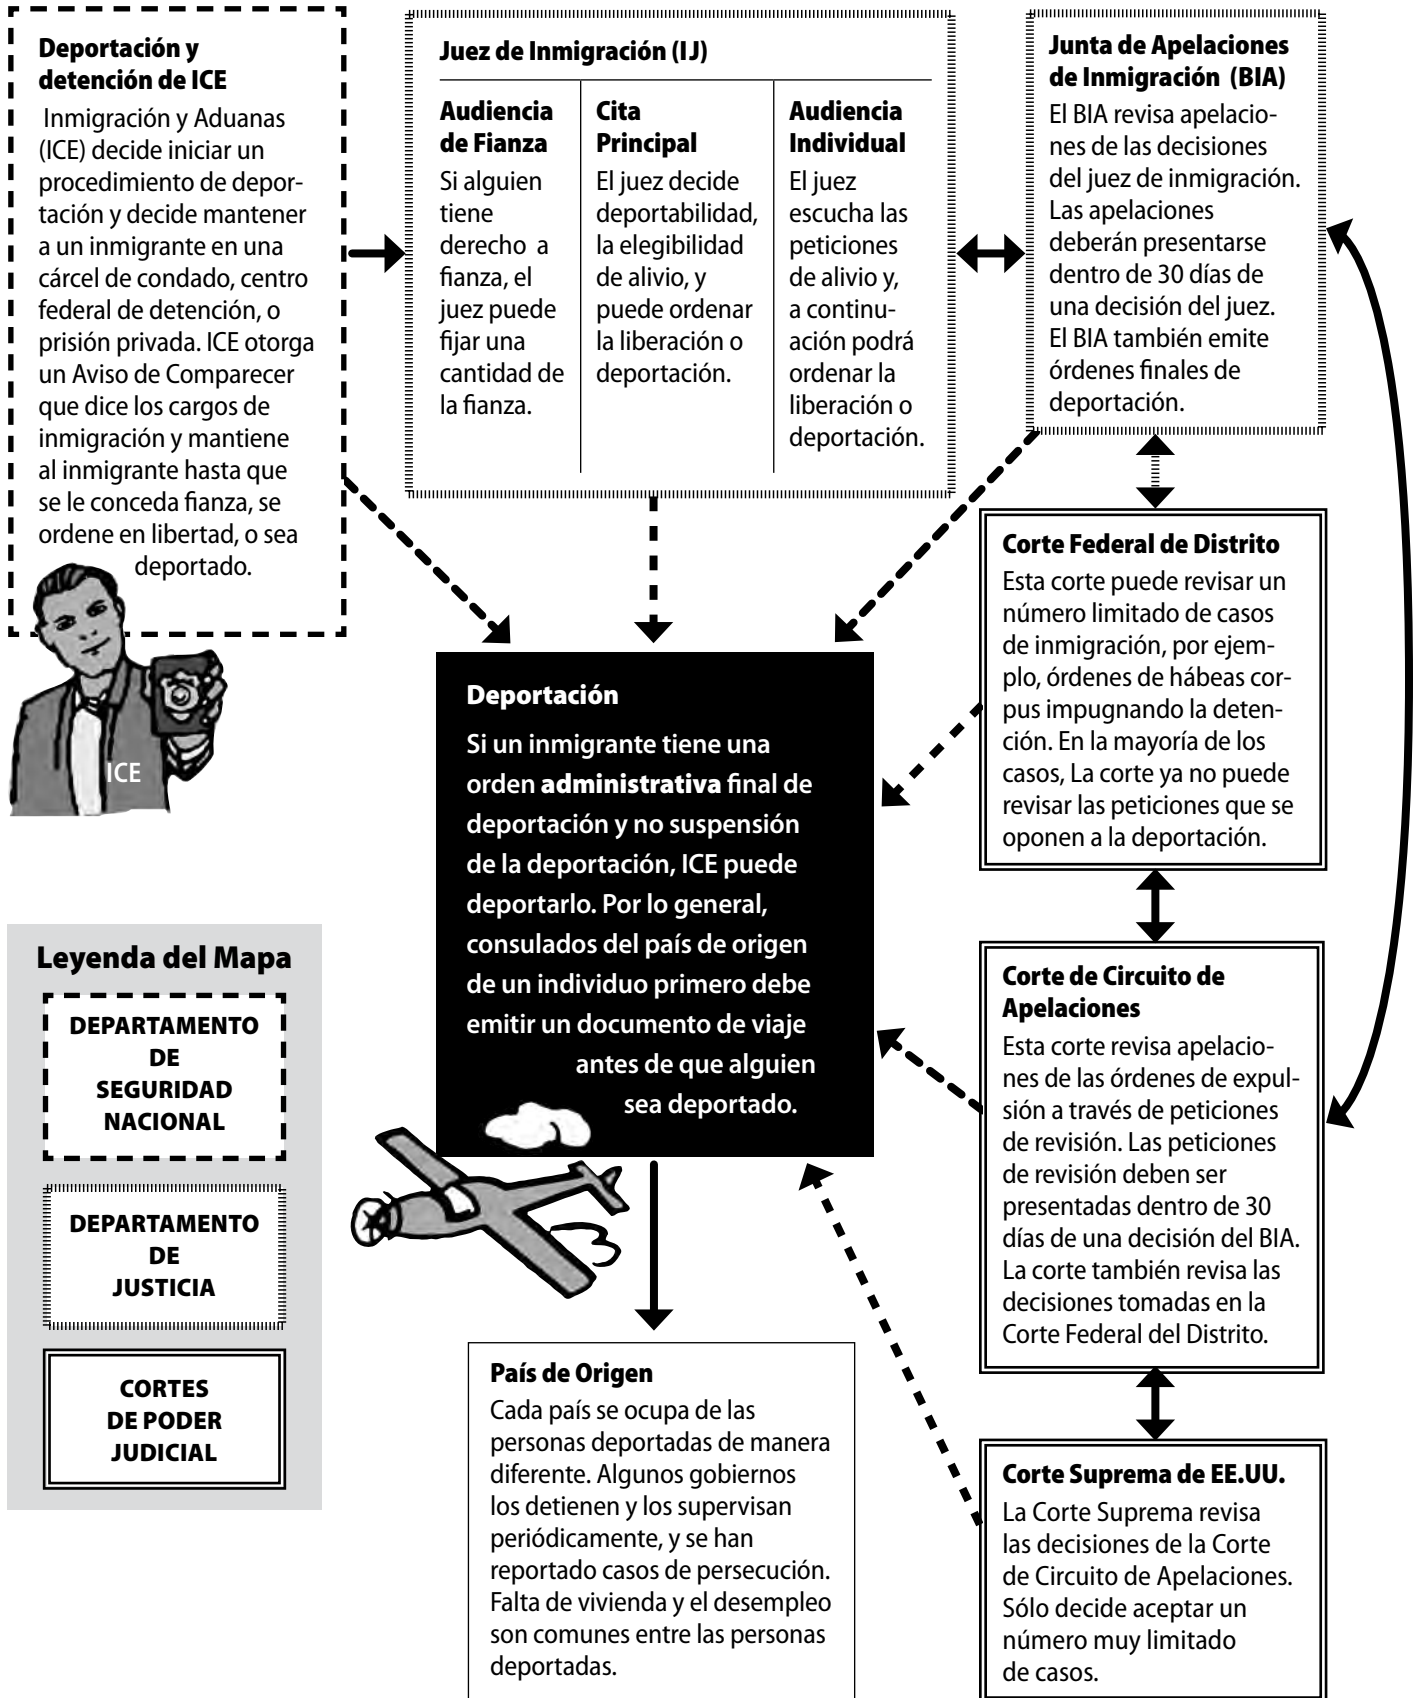 Deportación y
detención de ICE
Inmigración y Aduanas
(ICE) decide iniciar un
procedimiento de depor-
tación y decide mantener
a un inmigrante en una
cárcel de condado, centro
federal de detención, o
prisión privada. ICE otorga
un Aviso de Comparecer
que dice los cargos de
inmigración y mantiene
al inmigrante hasta que
se le conceda fianza, se
ordene en libertad, o sea
deportado.
ICE
Juez de Inmigración (IJ)
Audiencia
de Fianza
Si alguien
tiene
derecho a
fianza, el
juez puede
fijar una
cantidad de
la fianza.
Cita
Principal
El juez decide
deportabilidad,
la elegibilidad
de alivio, y
puede ordenar
la liberación o
deportación.
Audiencia
Individual
El juez
escucha las
peticiones
de alivio y,
a continu-
ación podrá
ordenar la
liberación o
deportación.
Junta de Apelaciones
de Inmigración (BIA)
El BIA revisa apelacio-
nes de las decisiones
del juez de inmigración.
Las apelaciones
deberán presentarse
dentro de 30 días de
una decisión del juez.
El BIA también emite
órdenes finales de
deportación.
Corte Federal de Distrito
Esta corte puede revisar un
número limitado de casos
de inmigración, por ejem-
plo, órdenes de hábeas cor-
pus impugnando la deten-
ción. En la mayoría de los
casos, La corte ya no puede
revisar las peticiones que se
oponen a la deportación.
Deportación
Si un inmigrante tiene una
orden administrativa final de
deportación y no suspensión
de la deportación, ICE puede
deportarlo. Por lo general,
consulados del país de origen
de un individuo primero debe
emitir un documento de viaje
antes de que alguien
sea deportado.
Leyenda del Mapa
DEPARTAMENTO
DE
SEGURIDAD
NACIONAL
DEPARTAMENTO
DE
JUSTICIA
CORTES
DE PODER
JUDICIAL
Corte de Circuito de
Apelaciones
Esta corte revisa apelacio-
nes de las órdenes de expul-
sión a través de peticiones
de revisión. Las peticiones
de revisión deben ser
presentadas dentro de 30
días de una decisión del BIA.
La corte también revisa las
decisiones tomadas en la
Corte Federal del Distrito.
País de Origen
Cada país se ocupa de las
personas deportadas de manera
diferente. Algunos gobiernos
los detienen y los supervisan
periódicamente, y se han
reportado casos de persecución.
Falta de vivienda y el desempleo
son comunes entre las personas
deportadas.
Corte Suprema de EE.UU.
La Corte Suprema revisa
las decisiones de la Corte
de Circuito de Apelaciones.
Sólo decide aceptar un
número muy limitado
de casos.